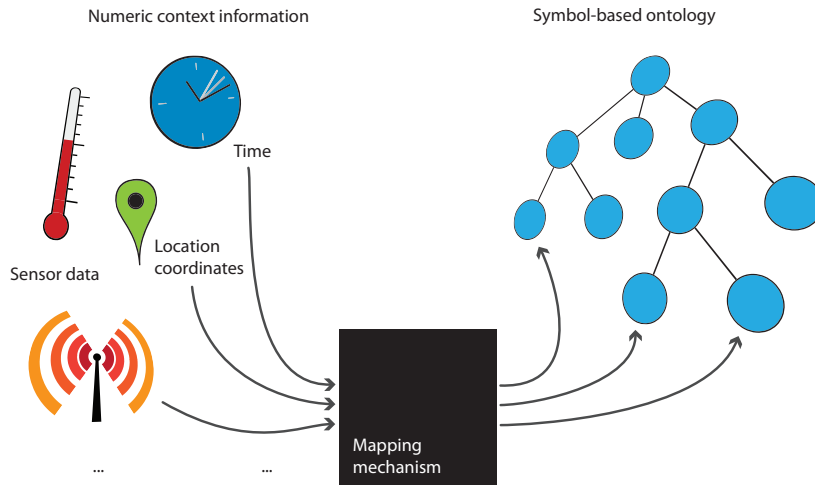 Numeric context information
Symbol-based ontology
Time
Location
coordinates
Sensor data
Mapping
mechanism
...
...